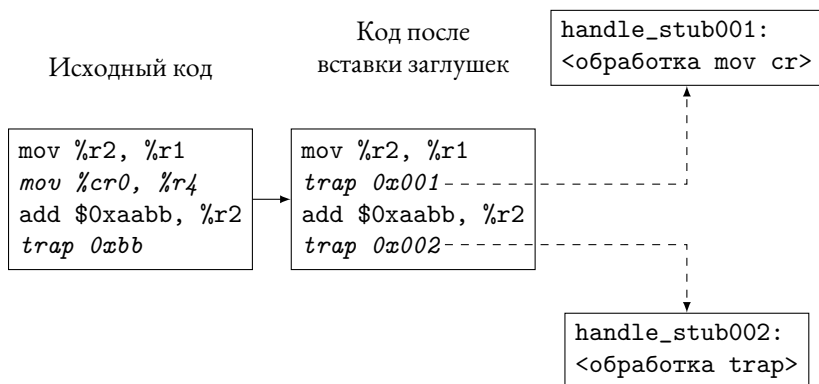 Исходный код
Код после
вставки заглушек
handle_stub001:
<обработка mov cr>
mov %r2, %r1
mov %cr0, %r4
add $0xaabb, %r2
trap 0xbb
mov %r2, %r1
trap 0x001
add $0xaabb, %r2
trap 0x002
handle_stub002:
<обработка trap>